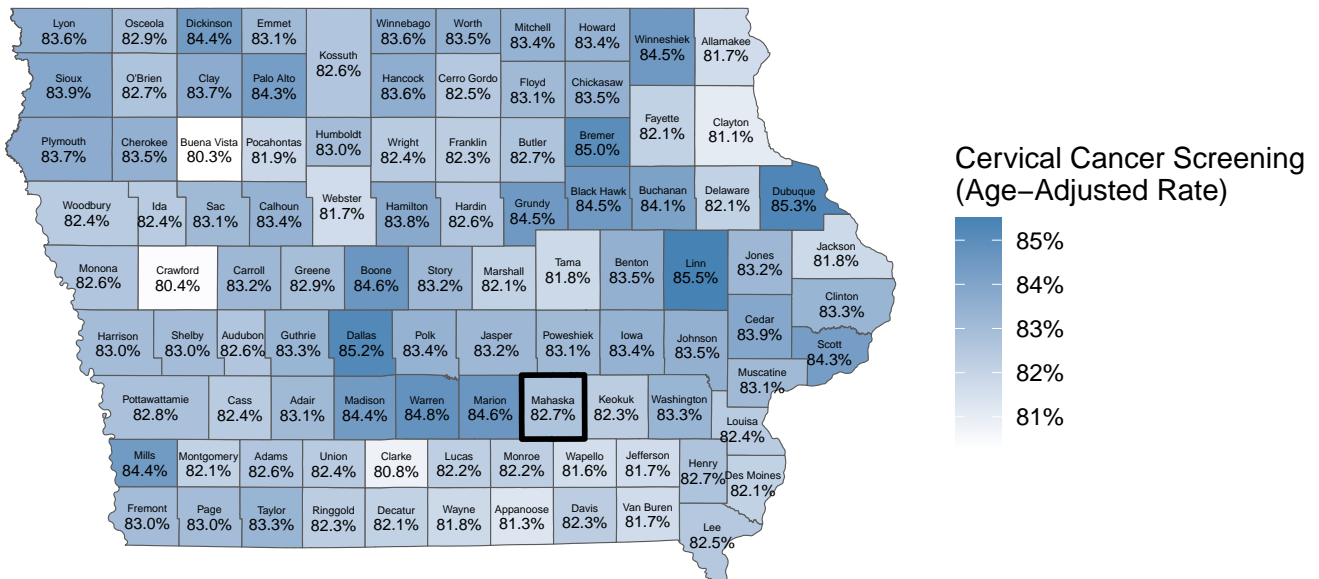 Lyon
83.6%
Osceola
82.9%
Dickinson
84.4%
Emmet
83.1%
Kossuth
82.6%
Winnebago
83.6%
Worth
83.5%
Mitchell
83.4%
Howard
83.4%
Winneshiek
84.5%
Allamakee
81.7%
Sioux
83.9%
O'Brien
82.7%
Clay
83.7%
Palo Alto
84.3%
Hancock
83.6%
Cerro Gordo
82.5%
Floyd
83.1%
Chickasaw
83.5%
Fayette
82.1%
Clayton
81.1%
Plymouth
83.7%
Cherokee
83.5%
Buena Vista
80.3%
Pocahontas
81.9%
Humboldt
83.0%
Wright
82.4%
Franklin
82.3%
Butler
82.7%
Bremer
85.0%
Woodbury
82.4%
Ida
82.4%
Sac
83.1%
Calhoun
83.4%
Webster
81.7%
Hamilton
83.8%
Hardin
82.6%
Grundy
84.5%
Black Hawk
84.5%
Buchanan
84.1%
Delaware
82.1%
Dubuque
85.3%
Monona
82.6%
Crawford
80.4%
Carroll
83.2%
Greene
82.9%
Boone
84.6%
Story
83.2%
Marshall
82.1%
Tama
81.8%
Benton
83.5%
Linn
85.5%
Jones
83.2%
Jackson
81.8%
Clinton
83.3%
Harrison
83.0%
Shelby
83.0%
Audubon
82.6%
Guthrie
83.3%
Dallas
85.2%
Polk
83.4%
Jasper
83.2%
Poweshiek
83.1%
Iowa
83.4%
Johnson
83.5%
Cedar
83.9%
Scott
84.3%
Muscatine
83.1%
Pottawattamie
82.8%
Cass
82.4%
Adair
83.1%
Madison
84.4%
Warren
84.8%
Marion
84.6%
Mahaska
82.7%
Keokuk
82.3%
Washington
83.3%
Louisa
82.4%
Mills
84.4%
Montgomery
82.1%
Adams
82.6%
Union
82.4%
Clarke
80.8%
Lucas
82.2%
Monroe
82.2%
Wapello
81.6%
Jefferson
81.7%
Henry
82.7%
Des Moines
82.1%
Fremont
83.0%
Page
83.0%
Taylor
83.3%
Ringgold
82.3%
Decatur
82.1%
Wayne
81.8%
Appanoose
81.3%
Davis
82.3%
Van Buren
81.7%
Lee
82.5%
Cervical Cancer Screening
(Age−Adjusted Rate)
85%
84%
83%
82%
81%